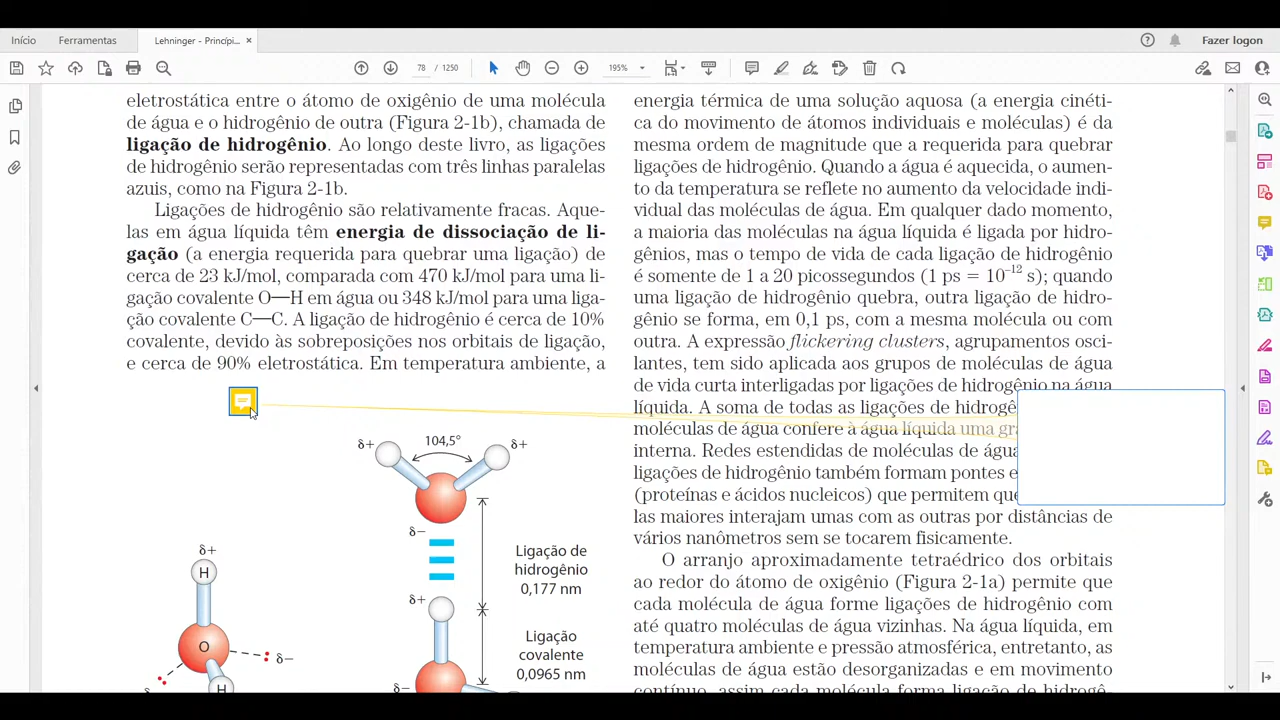 Início
Ferramentas
Lehninger - Princípi...
Fazer logon
78 / 1250
195%
eletrostática entre o átomo de oxigênio de uma molécula
de água e o hidrogênio de outra (Figura 2-1b), chamada de
ligação de hidrogênio. Ao longo deste livro, as ligações
de hidrogênio serão representadas com três linhas paralelas
azuis, como na Figura 2-1b.
Ligações de hidrogênio são relativamente fracas. Aque-
las em água líquida têm energia de dissociação de li-
gação (a energia requerida para quebrar uma ligação) de
cerca de 23 kJ/mol, comparada com 470 kJ/mol para uma li-
gação covalente O—H em água ou 348 kJ/mol para uma liga-
ção covalente C—C. A ligação de hidrogênio é cerca de 10%
covalente, devido às sobreposições nos orbitais de ligação,
e cerca de 90% eletrostática. Em temperatura ambiente, a
δ+
104,5°
δ+
δ−
Ligação de
hidrogênio
0,177 nm
δ+
Ligação
covalente
0,0965 nm
δ−
δ+
H
O
δ−
H
energia térmica de uma solução aquosa (a energia cinéti-
ca do movimento de átomos individuais e moléculas) é da
mesma ordem de magnitude que a requerida para quebrar
ligações de hidrogênio. Quando a água é aquecida, o aumen-
to da temperatura se reflete no aumento da velocidade indi-
vidual das moléculas de água. Em qualquer dado momento,
a maioria das moléculas na água líquida é ligada por hidro-
gênios, mas o tempo de vida de cada ligação de hidrogênio
é somente de 1 a 20 picossegundos (1 ps = 10⁻¹² s); quando
uma ligação de hidrogênio quebra, outra ligação de hidro-
gênio se forma, em 0,1 ps, com a mesma molécula ou com
outra. A expressão flickering clusters, agrupamentos osci-
lantes, tem sido aplicada aos grupos de moléculas de água
de vida curta interligadas por ligações de hidrogênio na água
líquida. A soma de todas as ligações de hidrogê
moléculas de água confere à água líquida uma gra
interna. Redes estendidas de moléculas de água
ligações de hidrogênio também formam pontes e
(proteínas e ácidos nucleicos) que permitem que
las maiores interajam umas com as outras por distâncias de
vários nanômetros sem se tocarem fisicamente.
O arranjo aproximadamente tetraédrico dos orbitais
ao redor do átomo de oxigênio (Figura 2-1a) permite que
cada molécula de água forme ligações de hidrogênio com
até quatro moléculas de água vizinhas. Na água líquida, em
temperatura ambiente e pressão atmosférica, entretanto, as
moléculas de água estão desorganizadas e em movimento
contínuo, assim cada molécula forma ligação de hidrogê-